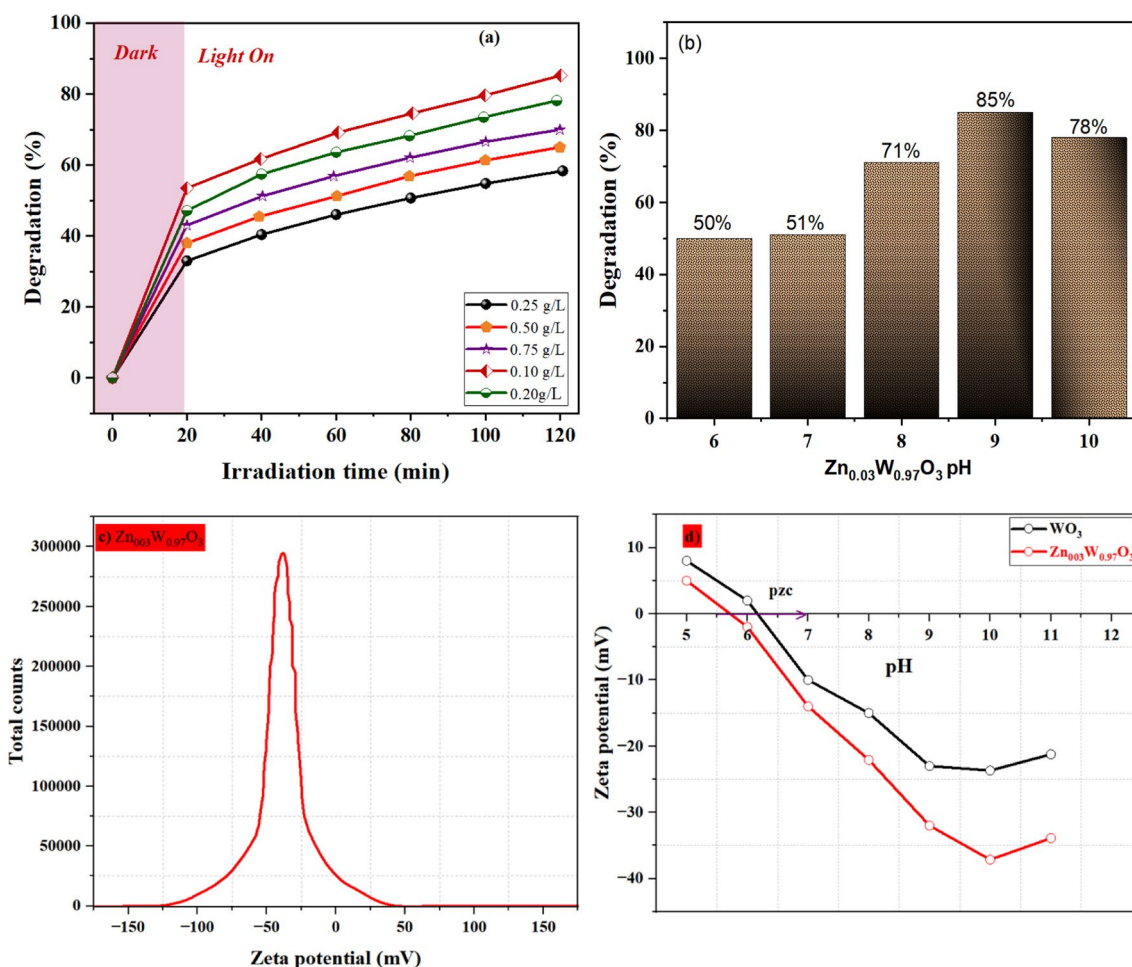 (a)
Dark
Light On
100
80
60
40
20
0
Degradation (%)
0 20 40 60 80 100 120
Irradiation time (min)
0.25 g/L
0.50 g/L
0.75 g/L
0.10 g/L
0.20g/L
(b)
100
80
60
40
20
0
Degradation (%)
50%
51%
71%
85%
78%
6 7 8 9 10
Zn0.03W0.97O3 pH
c) Zn003W0.97O3
300000
250000
200000
150000
100000
50000
0
Total counts
−150 −100 −50 0 50 100 150
Zeta potential (mV)
d)
WO3
Zn003W0.97O3
10
0
−10
−20
−30
−40
Zeta potential (mV)
pzc
5 6 7 8 9 10 11 12
pH